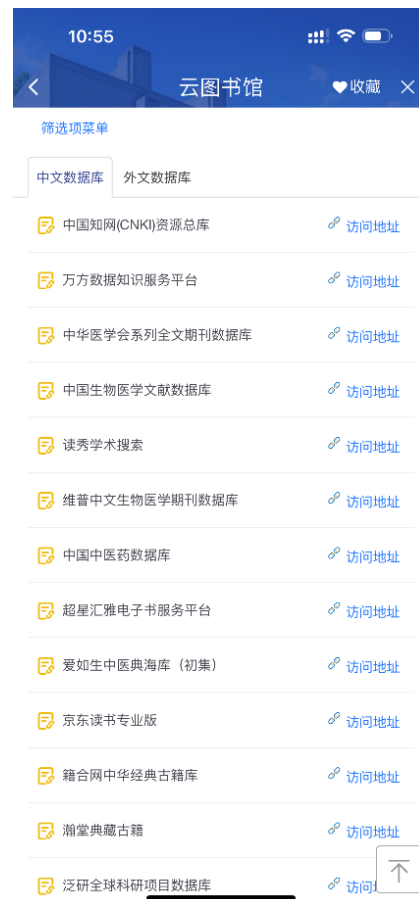 10:55
云图书馆
收藏
筛选项菜单
中文数据库 外文数据库
中国知网(CNKI)资源总库 访问地址
万方数据知识服务平台 访问地址
中华医学会系列全文期刊数据库 访问地址
中国生物医学文献数据库 访问地址
读秀学术搜索 访问地址
维普中文生物医学期刊数据库 访问地址
中国中医药数据库 访问地址
超星汇雅电子书服务平台 访问地址
爱如生中医典海库（初集） 访问地址
京东读书专业版 访问地址
籍合网中华经典古籍库 访问地址
瀚堂典藏古籍 访问地址
泛研全球科研项目数据库 访问